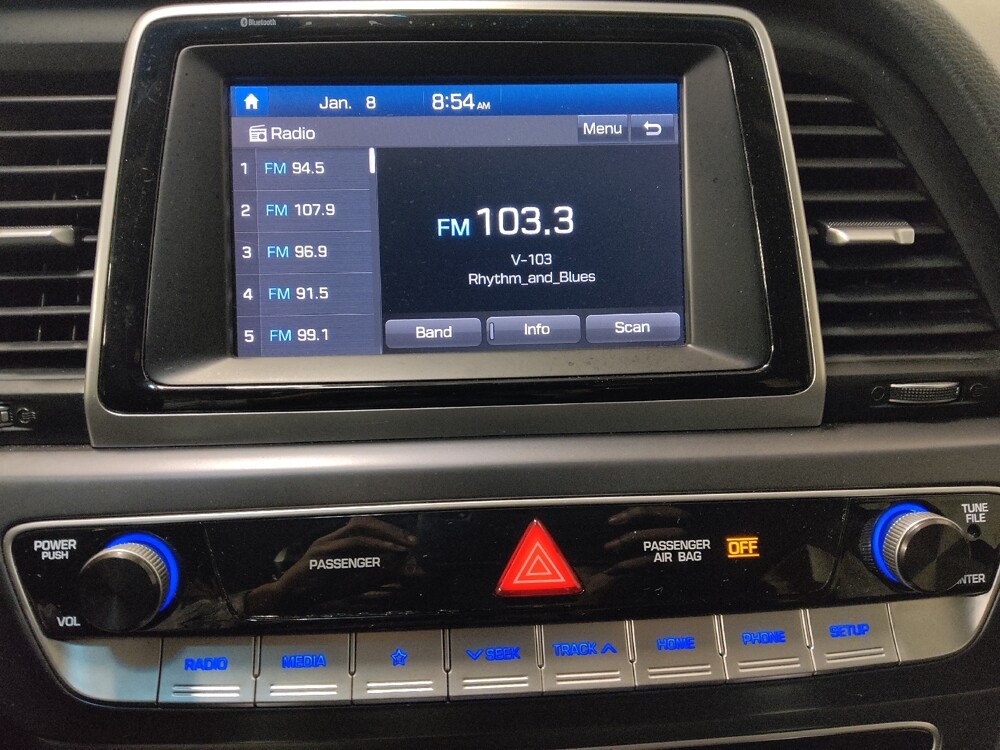 Bluetooth
Jan. 8 8:54 AM
Radio Menu
1 FM 94.5
2 FM 107.9
3 FM 96.9
4 FM 91.5
5 FM 99.1
FM 103.3
V-103
Rhythm_and_Blues
Band Info Scan
POWER
PUSH
VOL
PASSENGER
PASSENGER
AIR BAG
OFF
TUNE
FILE
RADIO MEDIA SEEK TRACK HOME PHONE SETUP